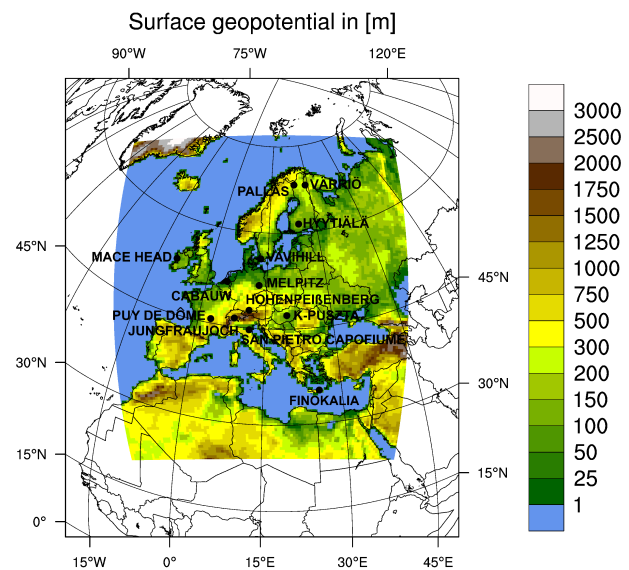 Surface geopotential in [m]
90°W 75°W 120°E
PALLAS VÄRRIÖ
HYYTIÄLÄ
45°N
MACE HEAD VAVIHILL
45°N
MELPITZ
CABAUW
HOHENPEIßENBERG
PUY DE DÔME K-PUSZTA
JUNGFRAUJOCH
SAN PIETRO CAPOFIUME
30°N
30°N
FINOKALIA
15°N
15°N
0°
15°W 0° 15°E 30°E 45°E
3000
2500
2000
1750
1500
1250
1000
750
500
300
200
150
100
50
25
1